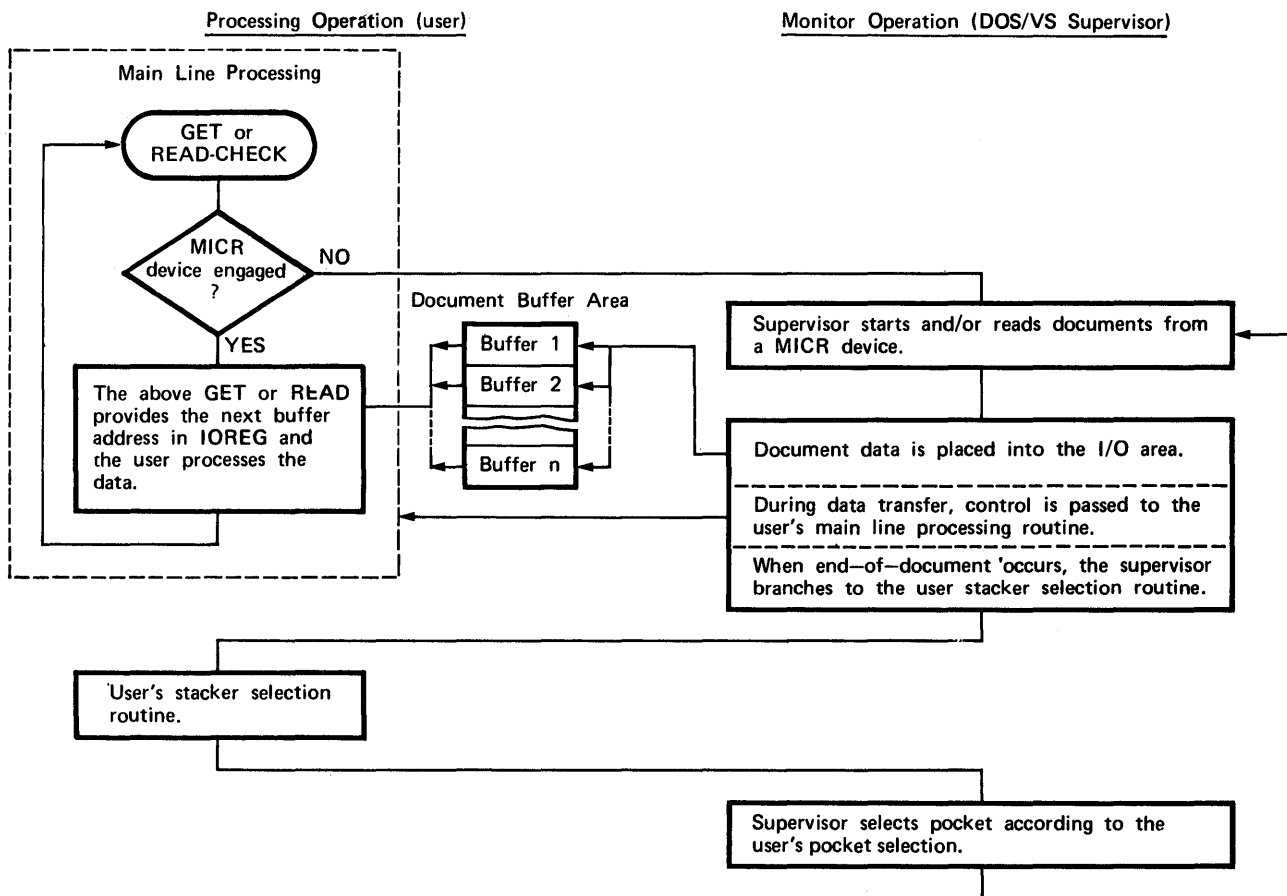 Processing Operation (user)
Monitor Operation (DOS/VS Supervisor)
Main Line Processing
GET or
READ-CHECK
MICR
device engaged
?
NO
YES
The above GET or READ
provides the next buffer
address in IOREG and
the user processes the
data.
Document Buffer Area
Buffer 1
Buffer 2
Buffer n
Supervisor starts and/or reads documents from
a MICR device.
Document data is placed into the I/O area.
During data transfer, control is passed to the
user's main line processing routine.
When end–of–document occurs, the supervisor
branches to the user stacker selection routine.
User's stacker selection
routine.
Supervisor selects pocket according to the
user's pocket selection.